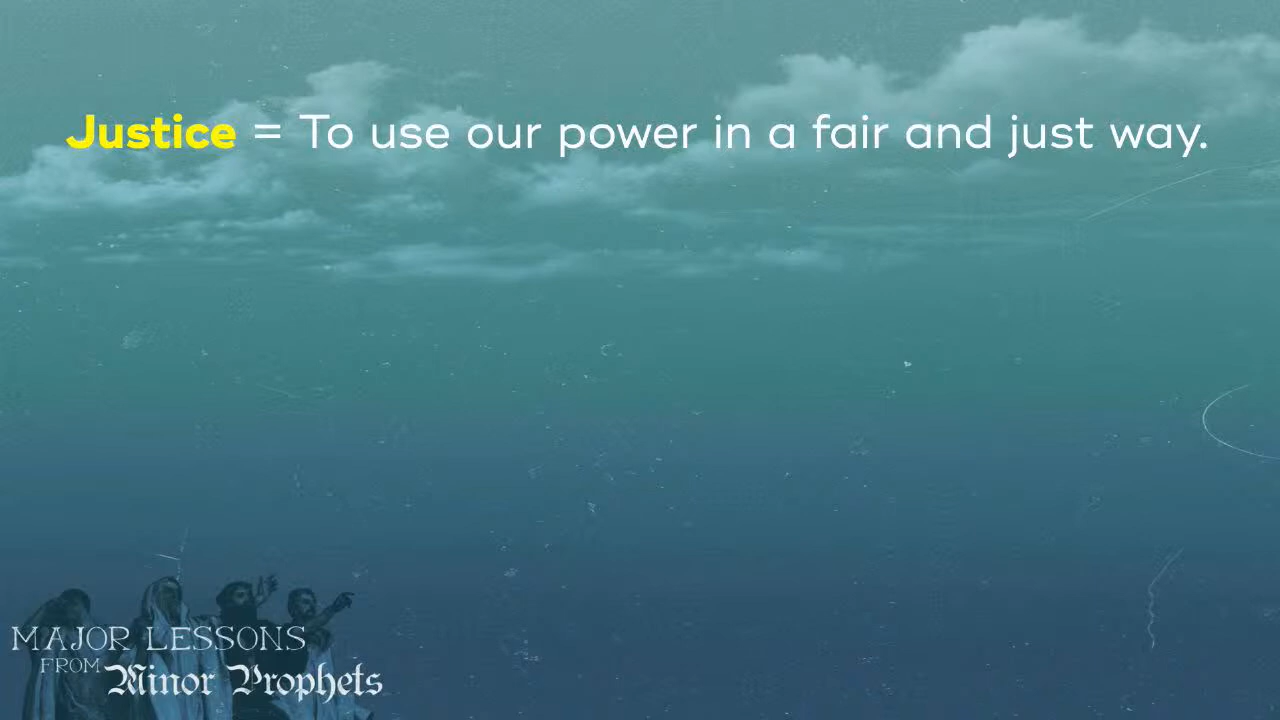 Justice = To use our power in a fair and just way.
MAJOR LESSONS
FROM Minor Prophets